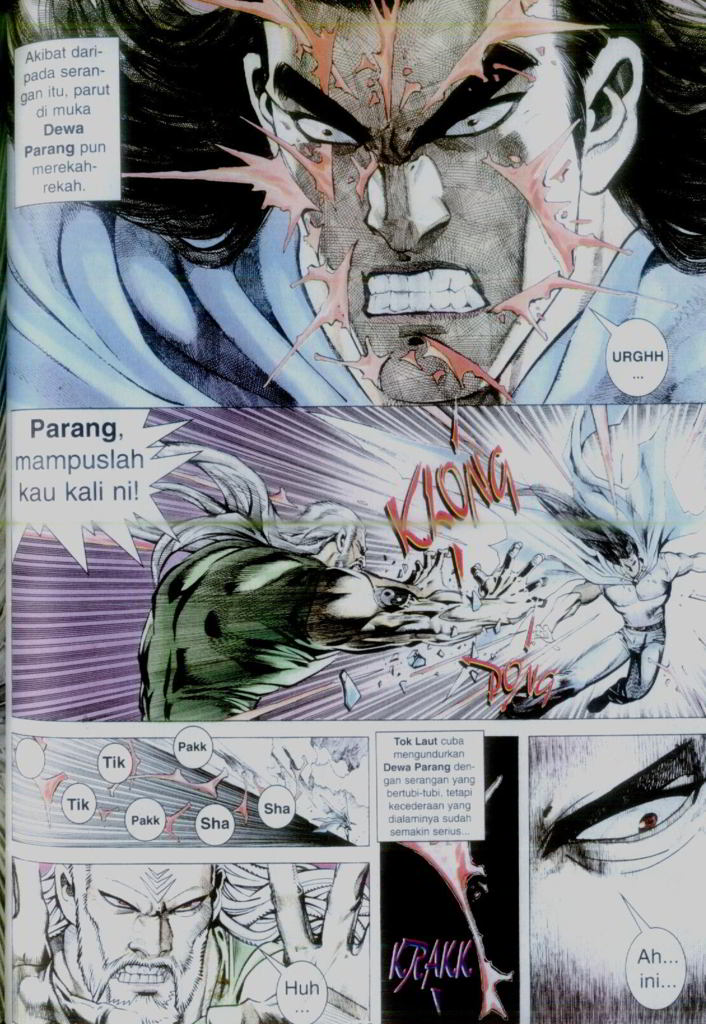 Akibat dari-
pada seran-
gan itu, parut
di muka
Dewa
Parang pun
merekah-
rekah.
URGHH
...
Parang,
mampuslah
kau kali ni!
KLONG
DONG
Pakk
Tik
Tik
Pakk
Sha
Sha
Tok Laut cuba
mengundurkan
Dewa Parang den-
gan serangan yang
bertubi-tubi, tetapi
kecederaan yang
dialaminya sudah
semakin serius...
Huh
...
KRAKK
Ah...
ini...